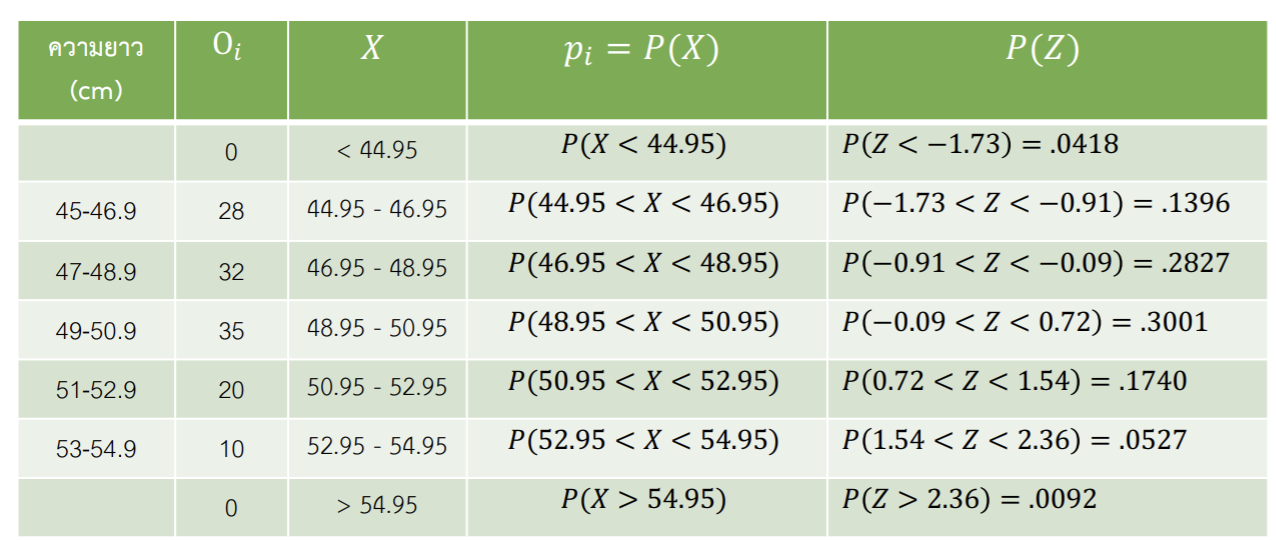 ความยาว (cm) O𝑖 X p𝑖 = P(X) P(Z)
0 < 44.95 P(X < 44.95) P(Z < −1.73) = .0418
45-46.9 28 44.95 - 46.95 P(44.95 < X < 46.95) P(−1.73 < Z < −0.91) = .1396
47-48.9 32 46.95 - 48.95 P(46.95 < X < 48.95) P(−0.91 < Z < −0.09) = .2827
49-50.9 35 48.95 - 50.95 P(48.95 < X < 50.95) P(−0.09 < Z < 0.72) = .3001
51-52.9 20 50.95 - 52.95 P(50.95 < X < 52.95) P(0.72 < Z < 1.54) = .1740
53-54.9 10 52.95 - 54.95 P(52.95 < X < 54.95) P(1.54 < Z < 2.36) = .0527
0 > 54.95 P(X > 54.95) P(Z > 2.36) = .0092